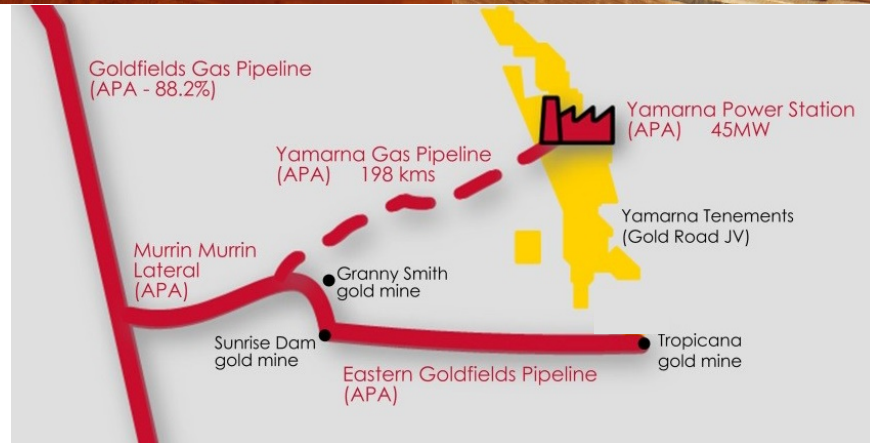 Goldfields Gas Pipeline
(APA - 88.2%)
Yamarna Power Station
(APA) 45MW
Yamarna Gas Pipeline
(APA) 198 kms
Yamarna Tenements
(Gold Road JV)
Murrin Murrin
Lateral
(APA)
Granny Smith
gold mine
Sunrise Dam
gold mine
Tropicana
gold mine
Eastern Goldfields Pipeline
(APA)